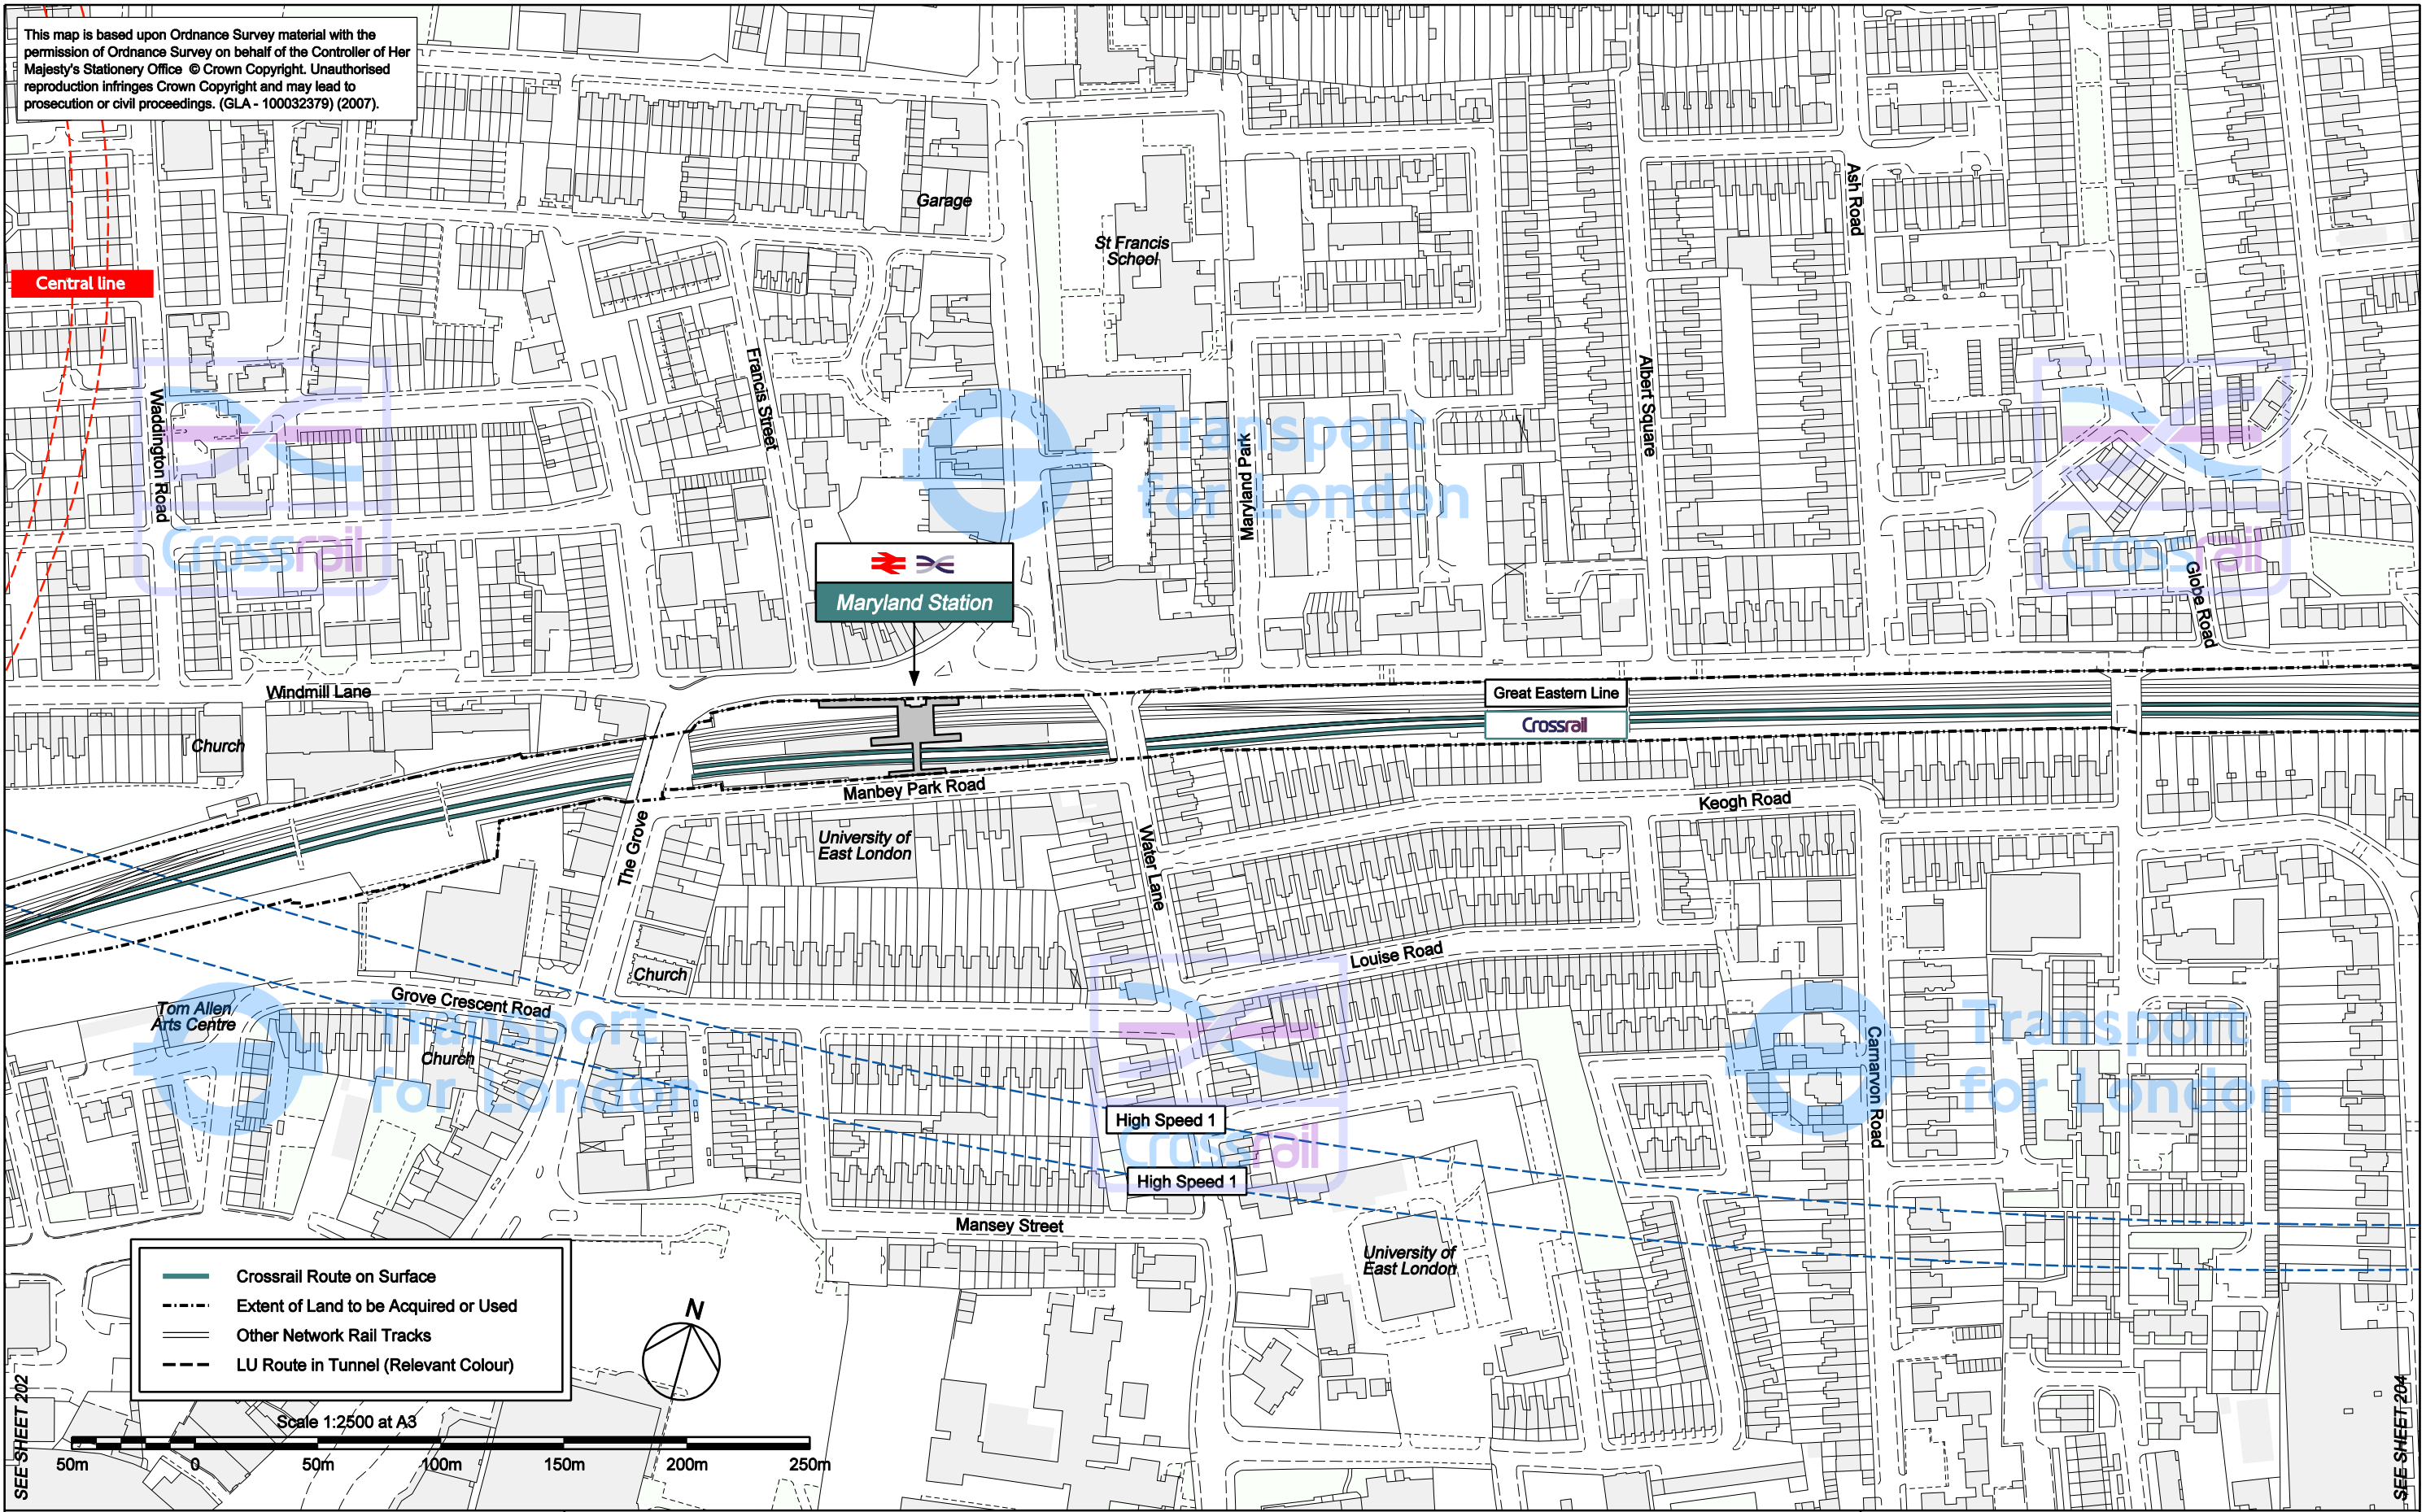 This map is based upon Ordnance Survey material with the
permission of Ordnance Survey on behalf of the Controller of Her
Majesty's Stationery Office © Crown Copyright. Unauthorised
reproduction infringes Crown Copyright and may lead to
prosecution or civil proceedings. (GLA - 100032379) (2007).
Garage
Ash Road
St Francis
School
Central line
Francis Street
Albert Square
Waddington Road
Transport
for London
Maryland Park
Crossrail
Crossrail
Globe Road
Maryland Station
Windmill Lane
Great Eastern Line
Crossrail
Church
Manbey Park Road
Keogh Road
The Grove
University of
East London
Water Lane
Louise Road
Church
Grove Crescent Road
Tom Allen
Arts Centre
Church
Transport
for London
Carnarvon Road
Transport
for London
High Speed 1
Crossrail
High Speed 1
Mansey Street
University of
East London
Crossrail Route on Surface
Extent of Land to be Acquired or Used
Other Network Rail Tracks
LU Route in Tunnel (Relevant Colour)
N
Scale 1:2500 at A3
50m 0 50m 100m 150m 200m 250m
SEE SHEET 202
SEE SHEET 204